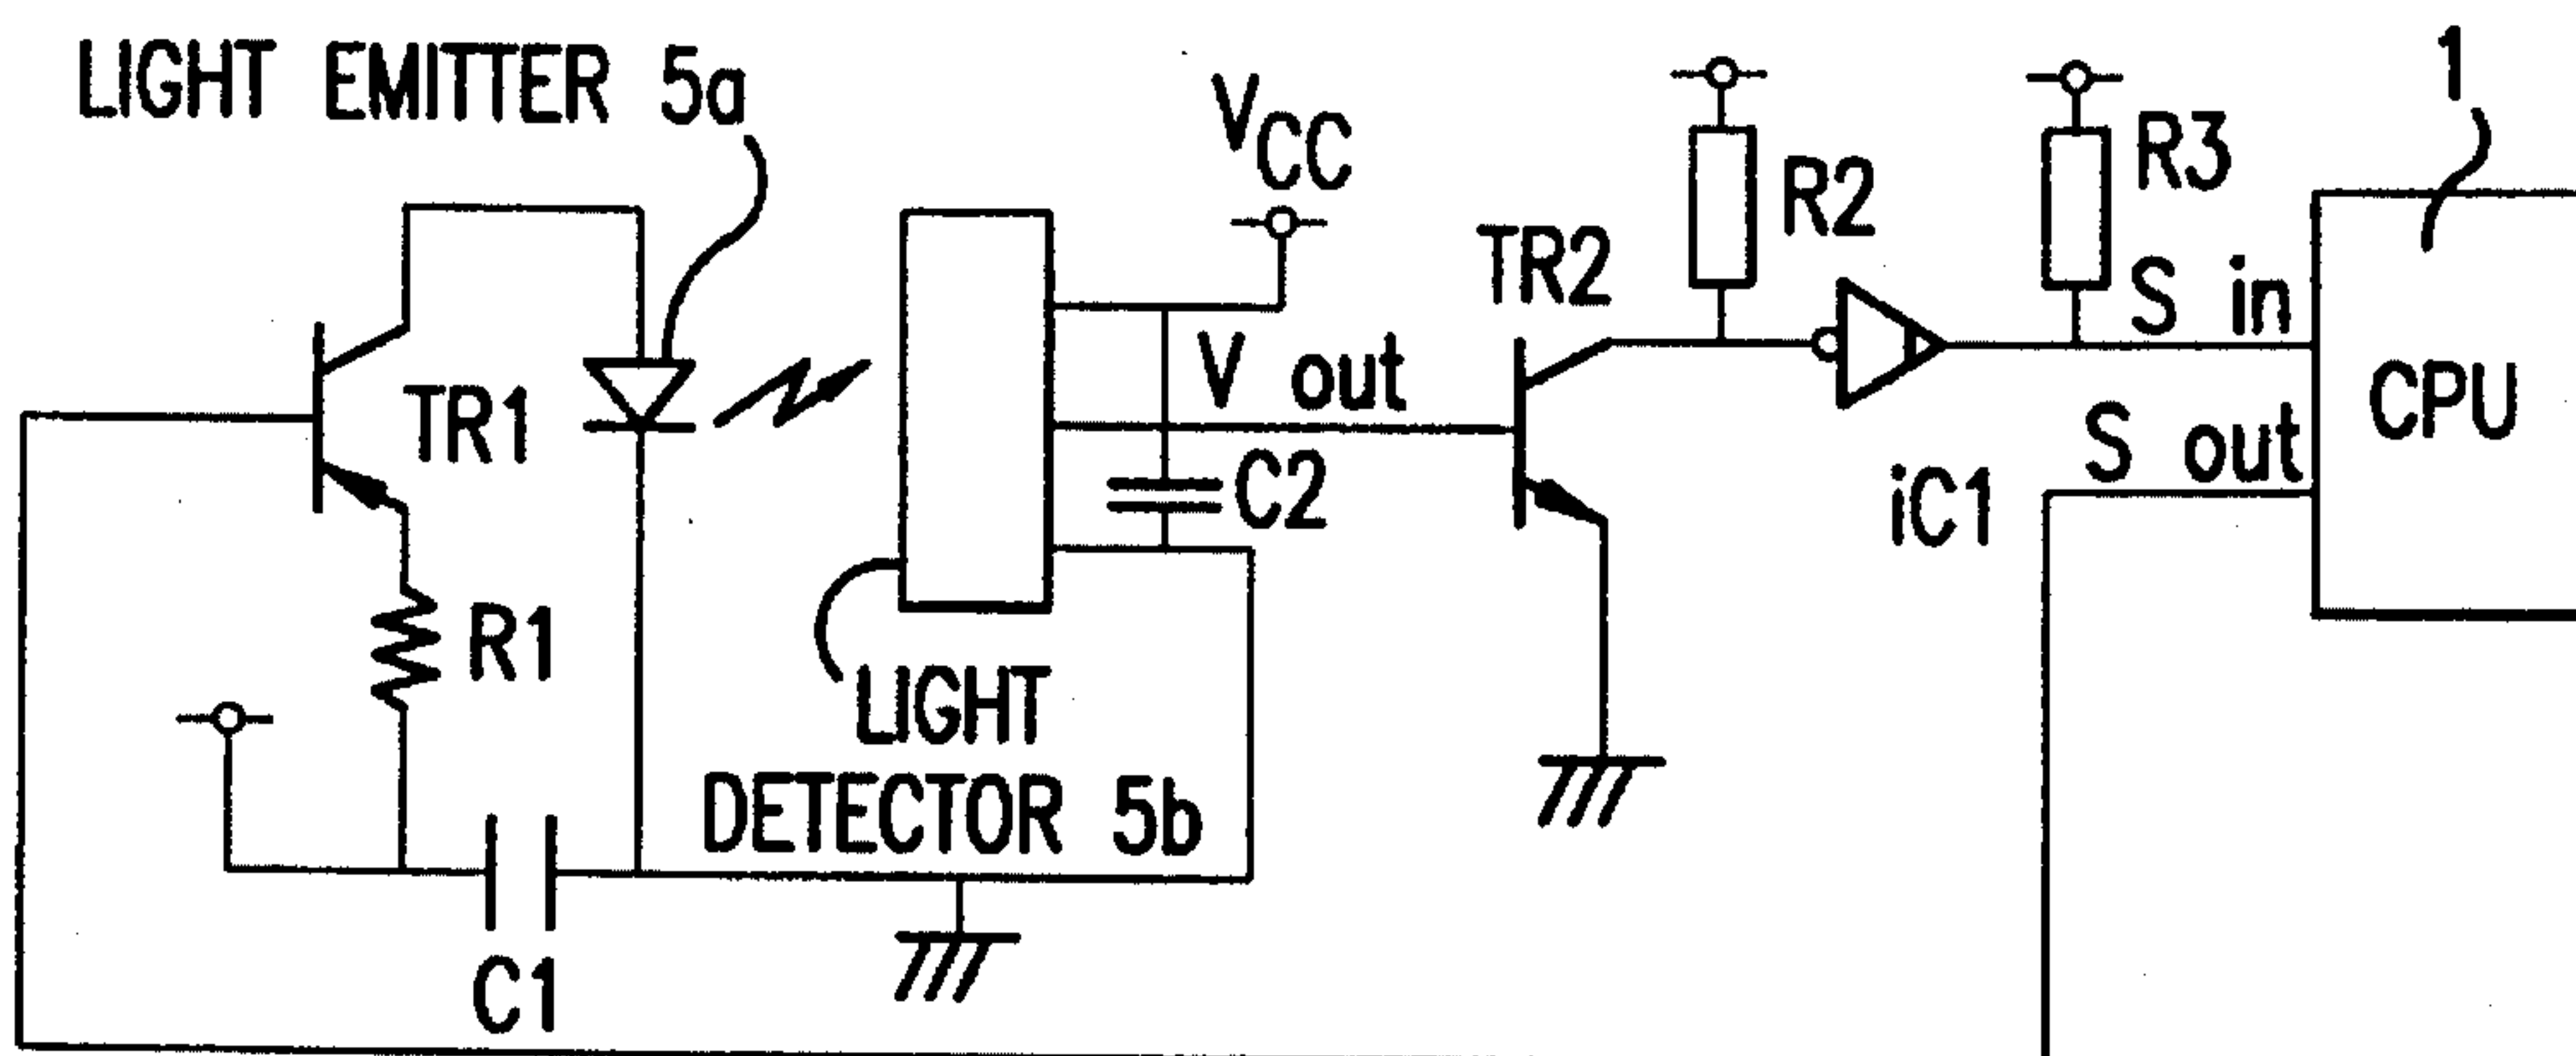 LIGHT EMITTER 5a
VCC
R2
R3
1
TR2
S in
V out
TR1
CPU
S out
C2
iC1
R1
LIGHT
DETECTOR 5b
C1